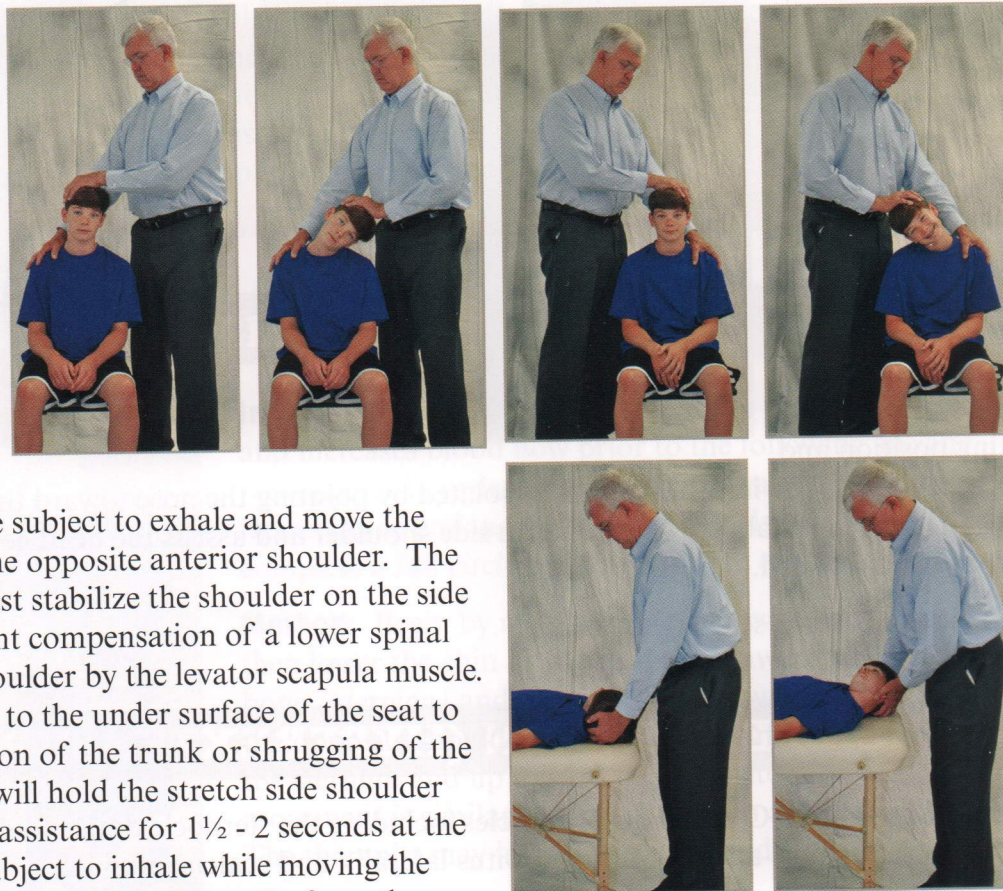 e subject to exhale and move the
ne opposite anterior shoulder. The
st stabilize the shoulder on the side
nt compensation of a lower spinal
oulder by the levator scapula muscle.
to the under surface of the seat to
on of the trunk or shrugging of the
will hold the stretch side shoulder
assistance for 1½ - 2 seconds at the
ubject to inhale while moving the